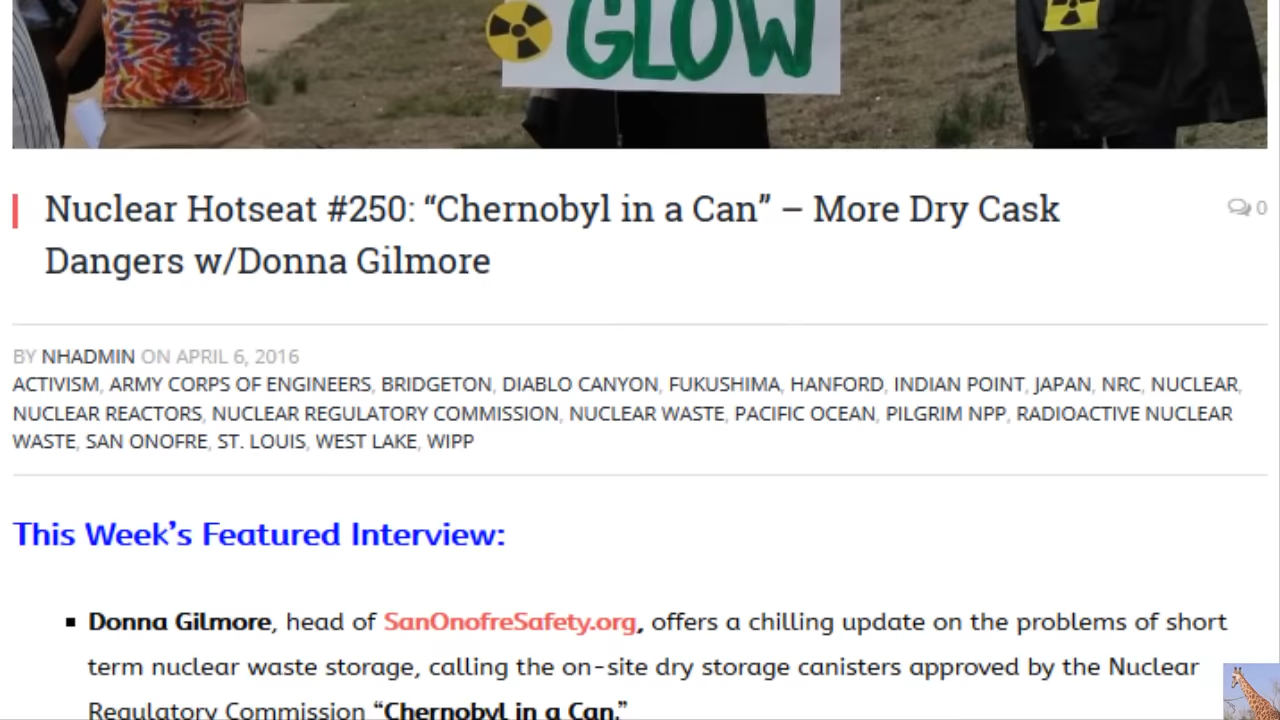 GLOW
Nuclear Hotseat #250: “Chernobyl in a Can” – More Dry Cask
Dangers w/Donna Gilmore
0
BY NHADMIN ON APRIL 6, 2016
ACTIVISM, ARMY CORPS OF ENGINEERS, BRIDGETON, DIABLO CANYON, FUKUSHIMA, HANFORD, INDIAN POINT, JAPAN, NRC, NUCLEAR,
NUCLEAR REACTORS, NUCLEAR REGULATORY COMMISSION, NUCLEAR WASTE, PACIFIC OCEAN, PILGRIM NPP, RADIOACTIVE NUCLEAR
WASTE, SAN ONOFRE, ST. LOUIS, WEST LAKE, WIPP
This Week’s Featured Interview:
▪ Donna Gilmore, head of SanOnofreSafety.org, offers a chilling update on the problems of short
term nuclear waste storage, calling the on-site dry storage canisters approved by the Nuclear
Regulatory Commission “Chernobyl in a Can.”